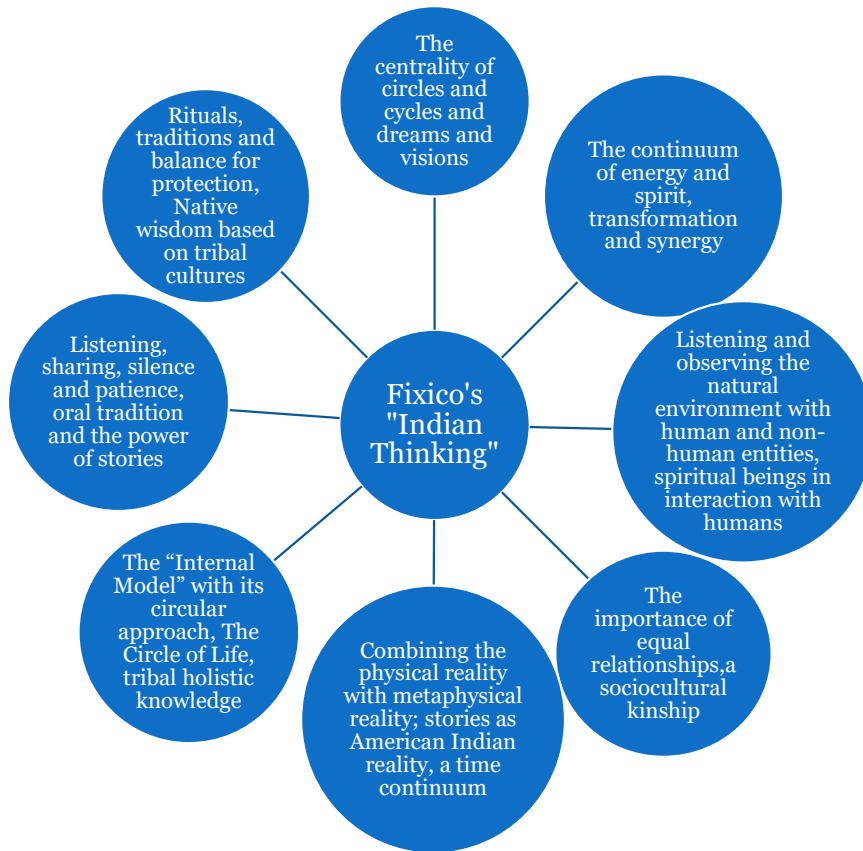 The
centrality of
circles and
cycles and
dreams and
visions
The continuum
of energy and
spirit,
transformation
and synergy
Listening and
observing the
natural
environment with
human and non-
human entities,
spiritual beings in
interaction with
humans
The
importance of
equal
relationships,a
sociocultural
kinship
Combining the
physical reality
with metaphysical
reality; stories as
American Indian
reality, a time
continuum
The “Internal
Model” with its
circular
approach, The
Circle of Life,
tribal holistic
knowledge
Listening,
sharing, silence
and patience,
oral tradition
and the power
of stories
Rituals,
traditions and
balance for
protection,
Native
wisdom based
on tribal
cultures
Fixico's
"Indian
Thinking"